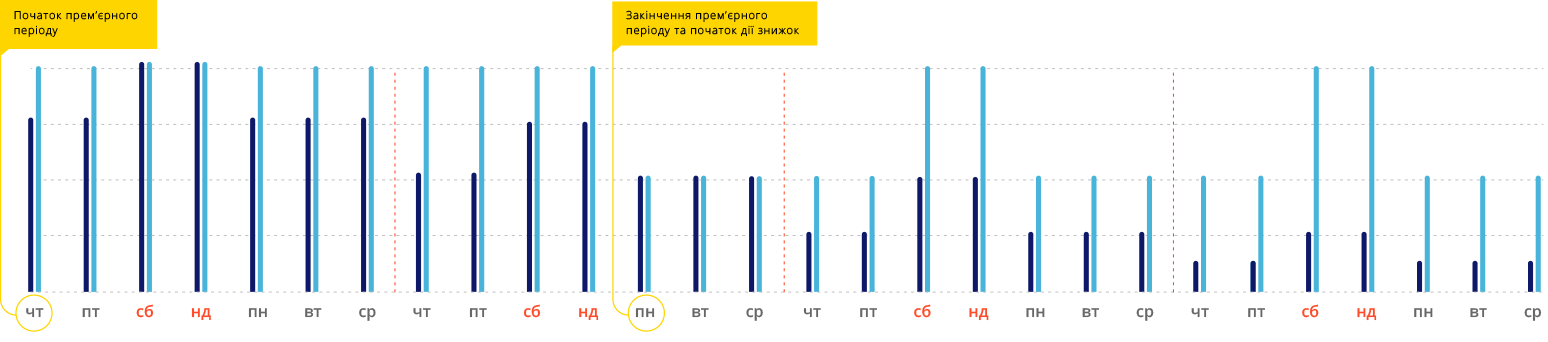 Початок прем’єрного
періоду
Закінчення прем’єрного
періоду та початок дії знижок
чт пт сб нд пн вт ср чт пт сб нд пн вт ср чт пт сб нд пн вт ср чт пт сб нд пн вт ср